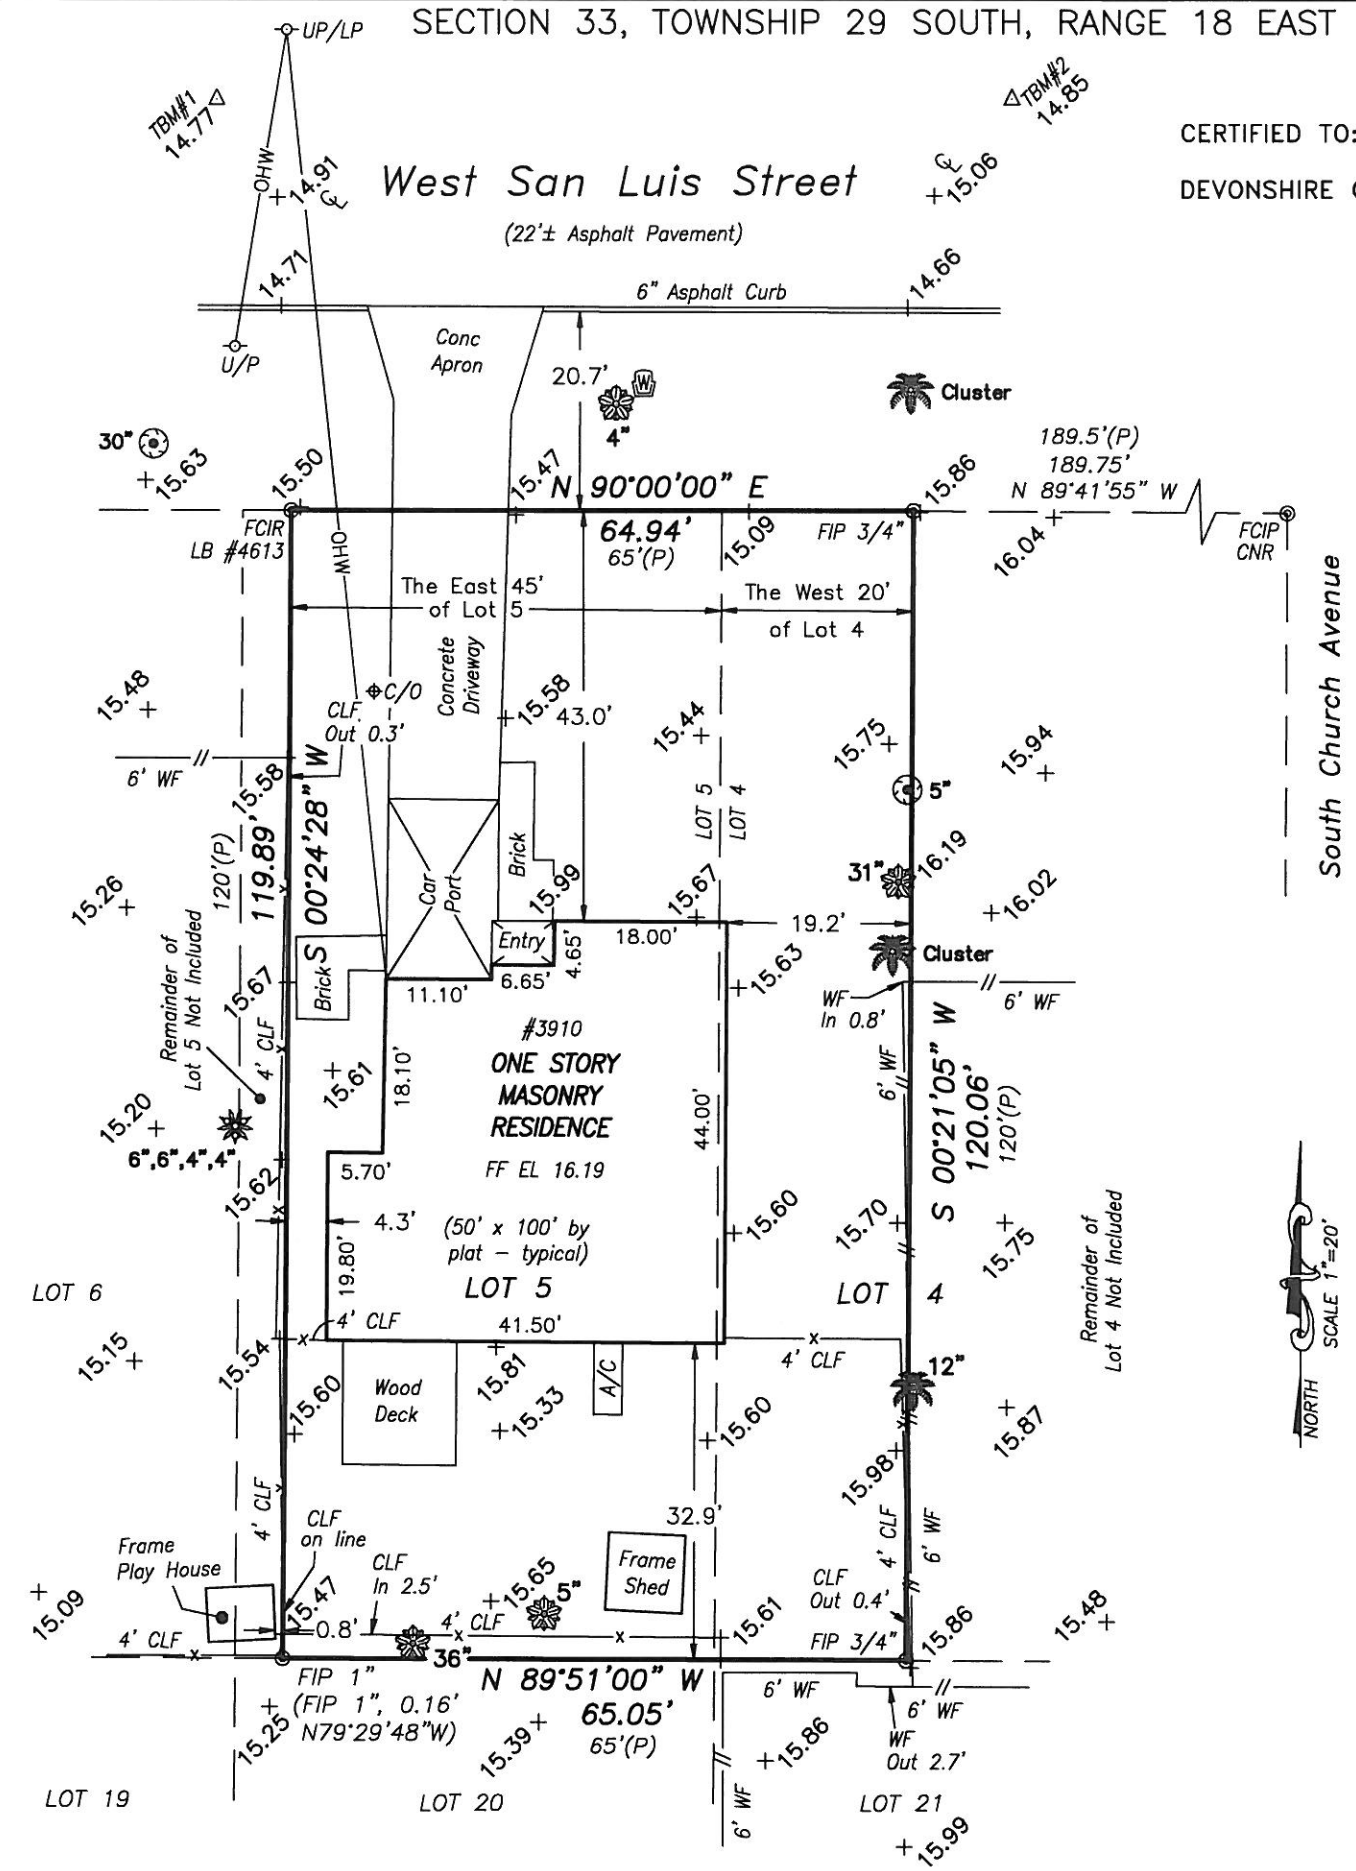 SECTION 33, TOWNSHIP 29 SOUTH, RANGE 18 EAST
UP/LP
TBM#1
14.77
TBM#2
14.85
CERTIFIED TO:
DEVONSHIRE
OHW
14.91
℄
West San Luis Street
(22'± Asphalt Pavement)
℄
15.06
14.71
6" Asphalt Curb
14.66
U/P
Conc
Apron
20.7'
W
4"
Cluster
30"
15.63
15.50
15.47
N 90°00'00" E
15.86
189.5'(P)
189.75'
N 89°41'55" W
FCIR
LB #4613
OHW
64.94'
65'(P)
15.09
FIP 3/4"
16.04
FCIP
CNR
The East 45'
of Lot 5
The West 20'
of Lot 4
South Church Avenue
Concrete
Driveway
C/O
CLF
Out 0.3'
15.48
15.58
43.0'
15.44
15.75
15.94
6' WF
15.58
LOT 5
LOT 4
5"
120'(P)
119.89'
S 00°24'28" W
Car
Port
Brick
15.99
15.67
31"
16.19
16.02
15.26
Remainder of
Lot 5 Not Included
Entry
4.65'
18.00'
19.2'
Cluster
15.67
Brick
11.10'
6.65'
15.63
WF
In 0.8'
6' WF
4' CLF
15.61
18.10'
#3910
ONE STORY
MASONRY
RESIDENCE
FF EL 16.19
44.00'
6' WF
S 00°21'05" W
120.06'
120'(P)
15.20
6",6",4",4"
15.62
5.70'
4.3'
19.80'
(50' x 100' by
plat - typical)
LOT 5
15.60
15.70
15.75
LOT 4
Remainder of
Lot 4 Not Included
SCALE 1"=20'
NORTH
LOT 6
15.15
15.54
4' CLF
41.50'
4' CLF
12"
15.60
Wood
Deck
15.81
15.33
A/C
15.60
15.87
15.98
4' CLF
CLF
on line
32.9'
4' CLF
6' WF
Frame
Play House
CLF
In 2.5'
15.65
5"
Frame
Shed
CLF
Out 0.4'
15.09
15.47
0.8'
4' CLF
15.61
FIP 3/4"
15.86
15.48
4' CLF
36"
FIP 1"
(FIP 1", 0.16'
N79°29'48"W)
N 89°51'00" W
65.05'
65'(P)
6' WF
6' WF
15.25
15.39
15.86
WF
Out 2.7'
LOT 19
LOT 20
6' WF
LOT 21
15.99